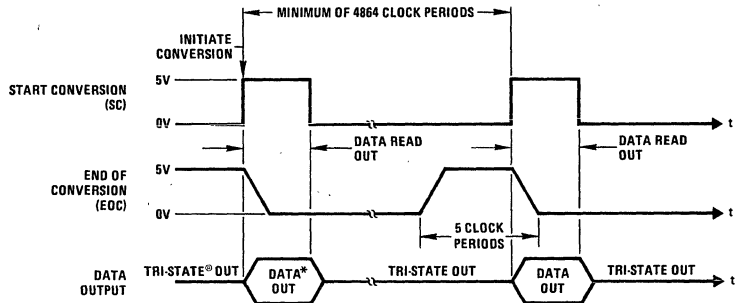 MINIMUM OF 4864 CLOCK PERIODS
INITIATE
CONVERSION
START CONVERSION
(SC)
5V
0V
t
DATA READ
OUT
DATA READ
OUT
END OF
CONVERSION
(EOC)
5V
0V
t
5 CLOCK
PERIODS
DATA
OUTPUT
TRI-STATE® OUT
DATA*
OUT
TRI-STATE OUT
DATA
OUT
TRI-STATE OUT
t